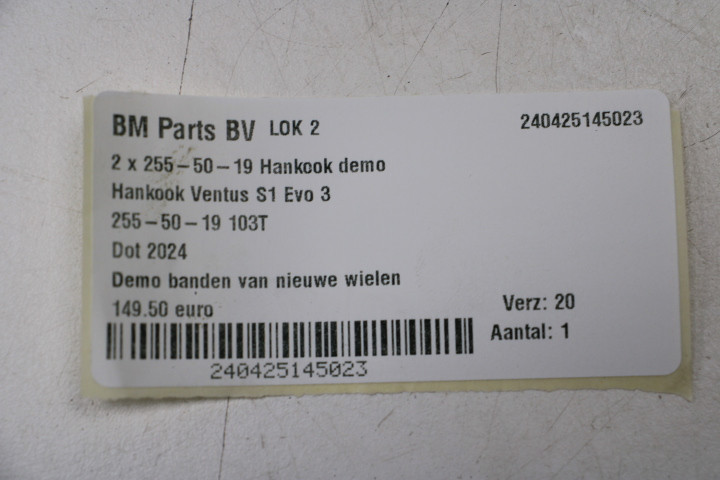 BM Parts BV LOK 2 240425145023
2 x 255-50-19 Hankook demo
Hankook Ventus S1 Evo 3
255-50-19 103T
Dot 2024
Demo banden van nieuwe wielen
149.50 euro
Verz: 20
Aantal: 1
240425145023